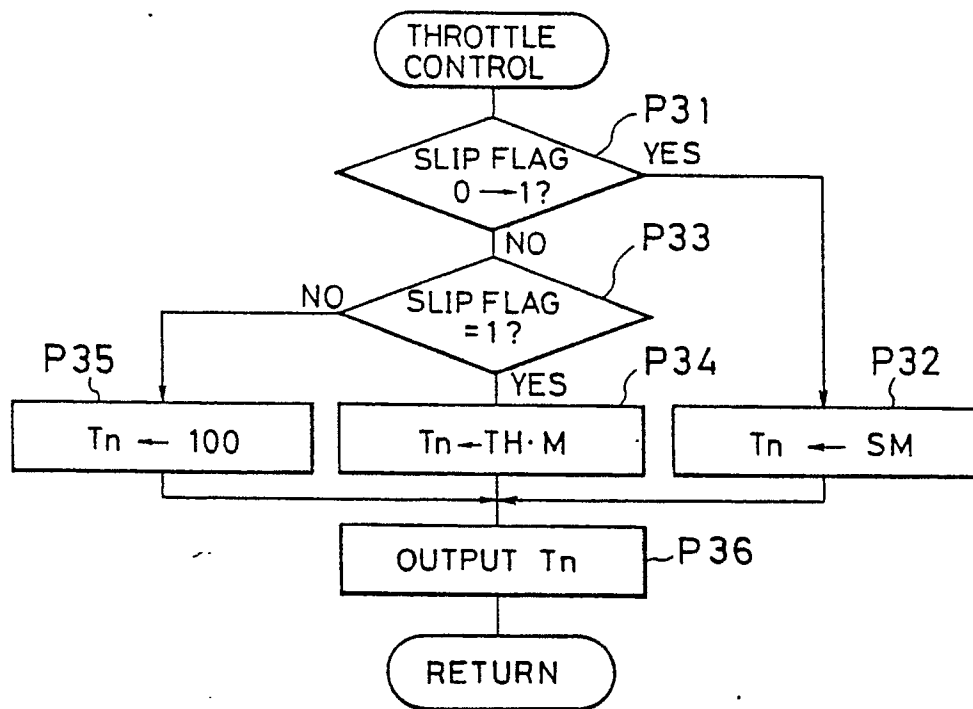 THROTTLE
CONTROL
P31
SLIP FLAG
0 → 1?
YES
NO
P33
SLIP FLAG
= 1?
NO
YES
P35
Tn ← 100
P34
Tn ← TH·M
P32
Tn ← SM
OUTPUT Tn
P36
RETURN